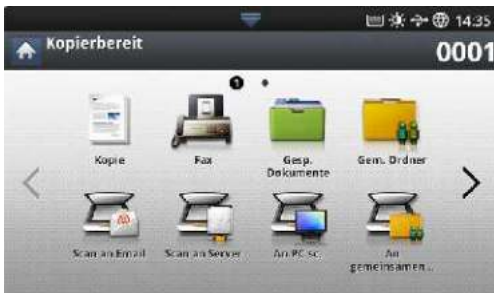 14:35
Kopierbereit
0001
1
Kopie
Fax
Gesp.
Dokumente
Gem. Ordner
Scan an Email
Scan an Server
An PC sc.
An
gemeinsamen...